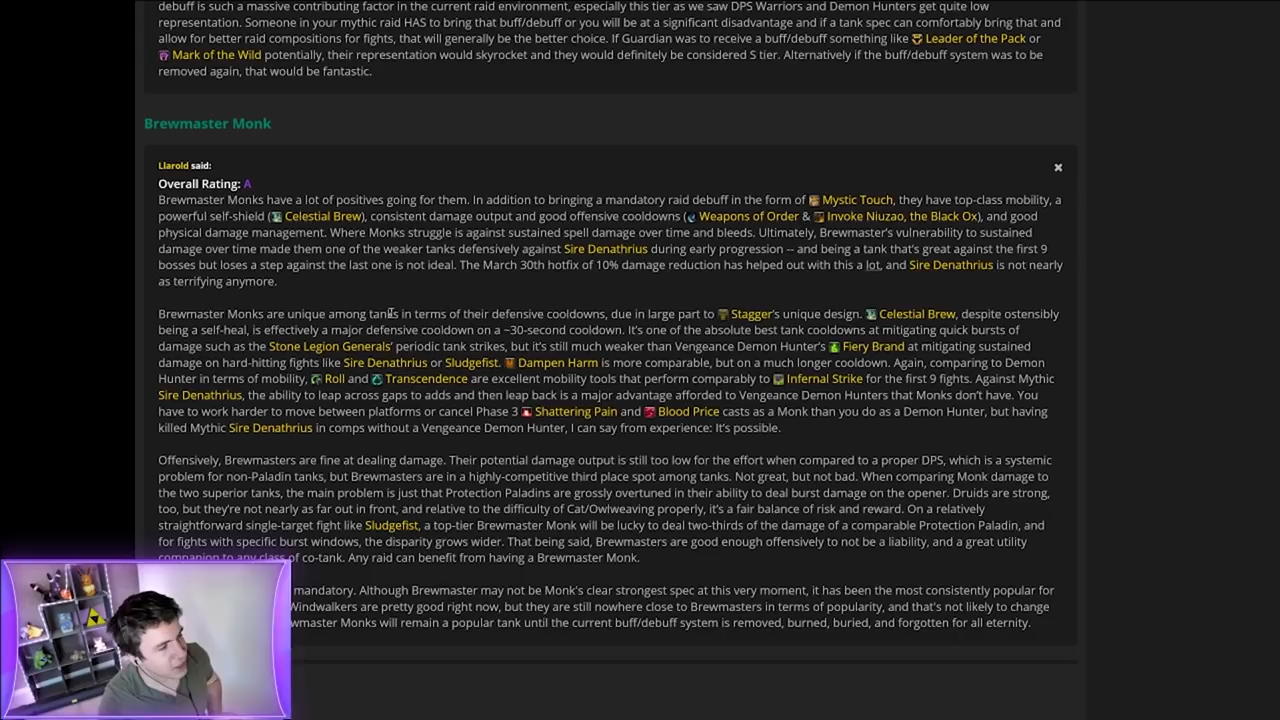 debuff is such a massive contributing factor in the current raid environment, especially this tier as we saw DPS Warriors and Demon Hunters get quite low
representation. Someone in your mythic raid HAS to bring that buff/debuff or you will be at a significant disadvantage and if a tank spec can comfortably bring that and
allow for better raid compositions for fights, that will generally be the better choice. If Guardian was to receive a buff/debuff something like Leader of the Pack or
Mark of the Wild potentially, their representation would skyrocket and they would definitely be considered S tier. Alternatively if the buff/debuff system was to be
removed again, that would be fantastic.
Brewmaster Monk
Llarold said:
Overall Rating: A
Brewmaster Monks have a lot of positives going for them. In addition to bringing a mandatory raid debuff in the form of Mystic Touch, they have top-class mobility, a
powerful self-shield (Celestial Brew), consistent damage output and good offensive cooldowns (Weapons of Order & Invoke Niuzao, the Black Ox), and good
physical damage management. Where Monks struggle is against sustained spell damage over time and bleeds. Ultimately, Brewmaster's vulnerability to sustained
damage over time made them one of the weaker tanks defensively against Sire Denathrius during early progression -- and being a tank that's great against the first 9
bosses but loses a step against the last one is not ideal. The March 30th hotfix of 10% damage reduction has helped out with this a lot, and Sire Denathrius is not nearly
as terrifying anymore.
Brewmaster Monks are unique among tanks in terms of their defensive cooldowns, due in large part to Stagger's unique design. Celestial Brew, despite ostensibly
being a self-heal, is effectively a major defensive cooldown on a ~30-second cooldown. It's one of the absolute best tank cooldowns at mitigating quick bursts of
damage such as the Stone Legion Generals' periodic tank strikes, but it's still much weaker than Vengeance Demon Hunter's Fiery Brand at mitigating sustained
damage on hard-hitting fights like Sire Denathrius or Sludgefist. Dampen Harm is more comparable, but on a much longer cooldown. Again, comparing to Demon
Hunter in terms of mobility, Roll and Transcendence are excellent mobility tools that perform comparably to Infernal Strike for the first 9 fights. Against Mythic
Sire Denathrius, the ability to leap across gaps to adds and then leap back is a major advantage afforded to Vengeance Demon Hunters that Monks don't have. You
have to work harder to move between platforms or cancel Phase 3 Shattering Pain and Blood Price casts as a Monk than you do as a Demon Hunter, but having
killed Mythic Sire Denathrius in comps without a Vengeance Demon Hunter, I can say from experience: It's possible.
Offensively, Brewmasters are fine at dealing damage. Their potential damage output is still too low for the effort when compared to a proper DPS, which is a systemic
problem for non-Paladin tanks, but Brewmasters are in a highly-competitive third place spot among tanks. Not great, but not bad. When comparing Monk damage to
the two superior tanks, the main problem is just that Protection Paladins are grossly overtuned in their ability to deal burst damage on the opener. Druids are strong,
too, but they're not nearly as far out in front, and relative to the difficulty of Cat/Owlweaving properly, it's a fair balance of risk and reward. On a relatively
straightforward single-target fight like Sludgefist, a top-tier Brewmaster Monk will be lucky to deal two-thirds of the damage of a comparable Protection Paladin, and
for fights with specific burst windows, the disparity grows wider. That being said, Brewmasters are good enough offensively to not be a liability, and a great utility
companion to any class of co-tank. Any raid can benefit from having a Brewmaster Monk.
mandatory. Although Brewmaster may not be Monk's clear strongest spec at this very moment, it has been the most consistently popular for
Windwalkers are pretty good right now, but they are still nowhere close to Brewmasters in terms of popularity, and that's not likely to change
wmaster Monks will remain a popular tank until the current buff/debuff system is removed, burned, buried, and forgotten for all eternity.